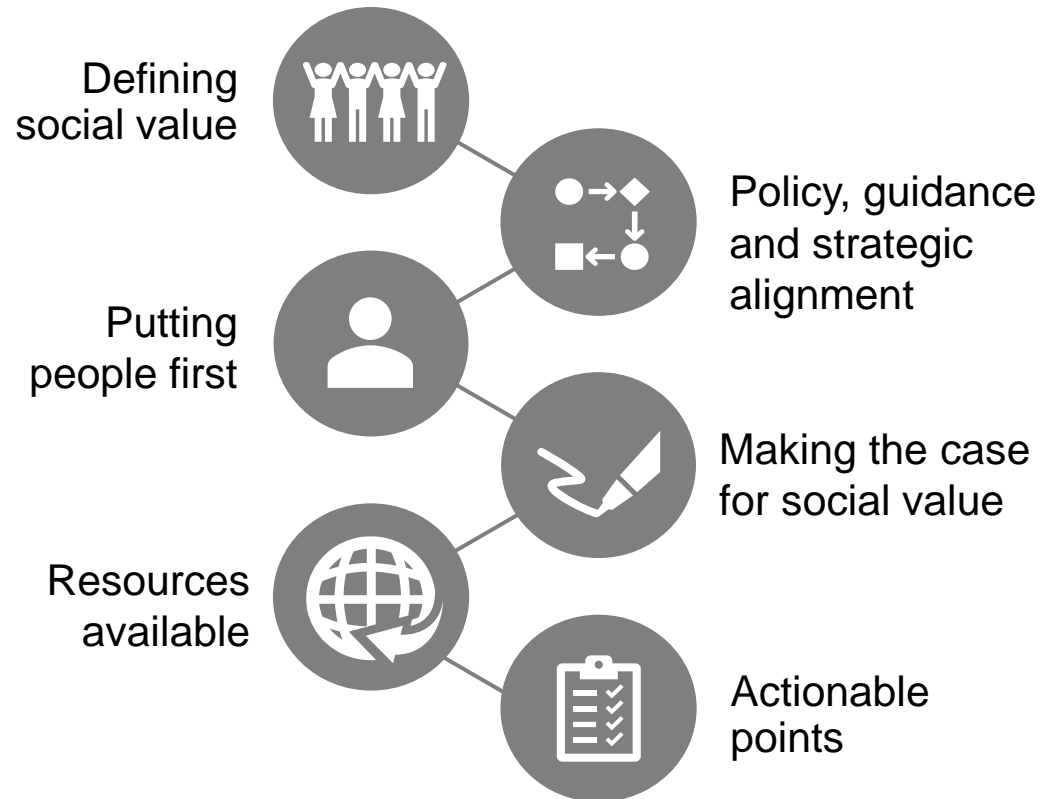 Defining
social value
Policy, guidance
and strategic
alignment
Putting
people first
Making the case
for social value
Resources
available
Actionable
points